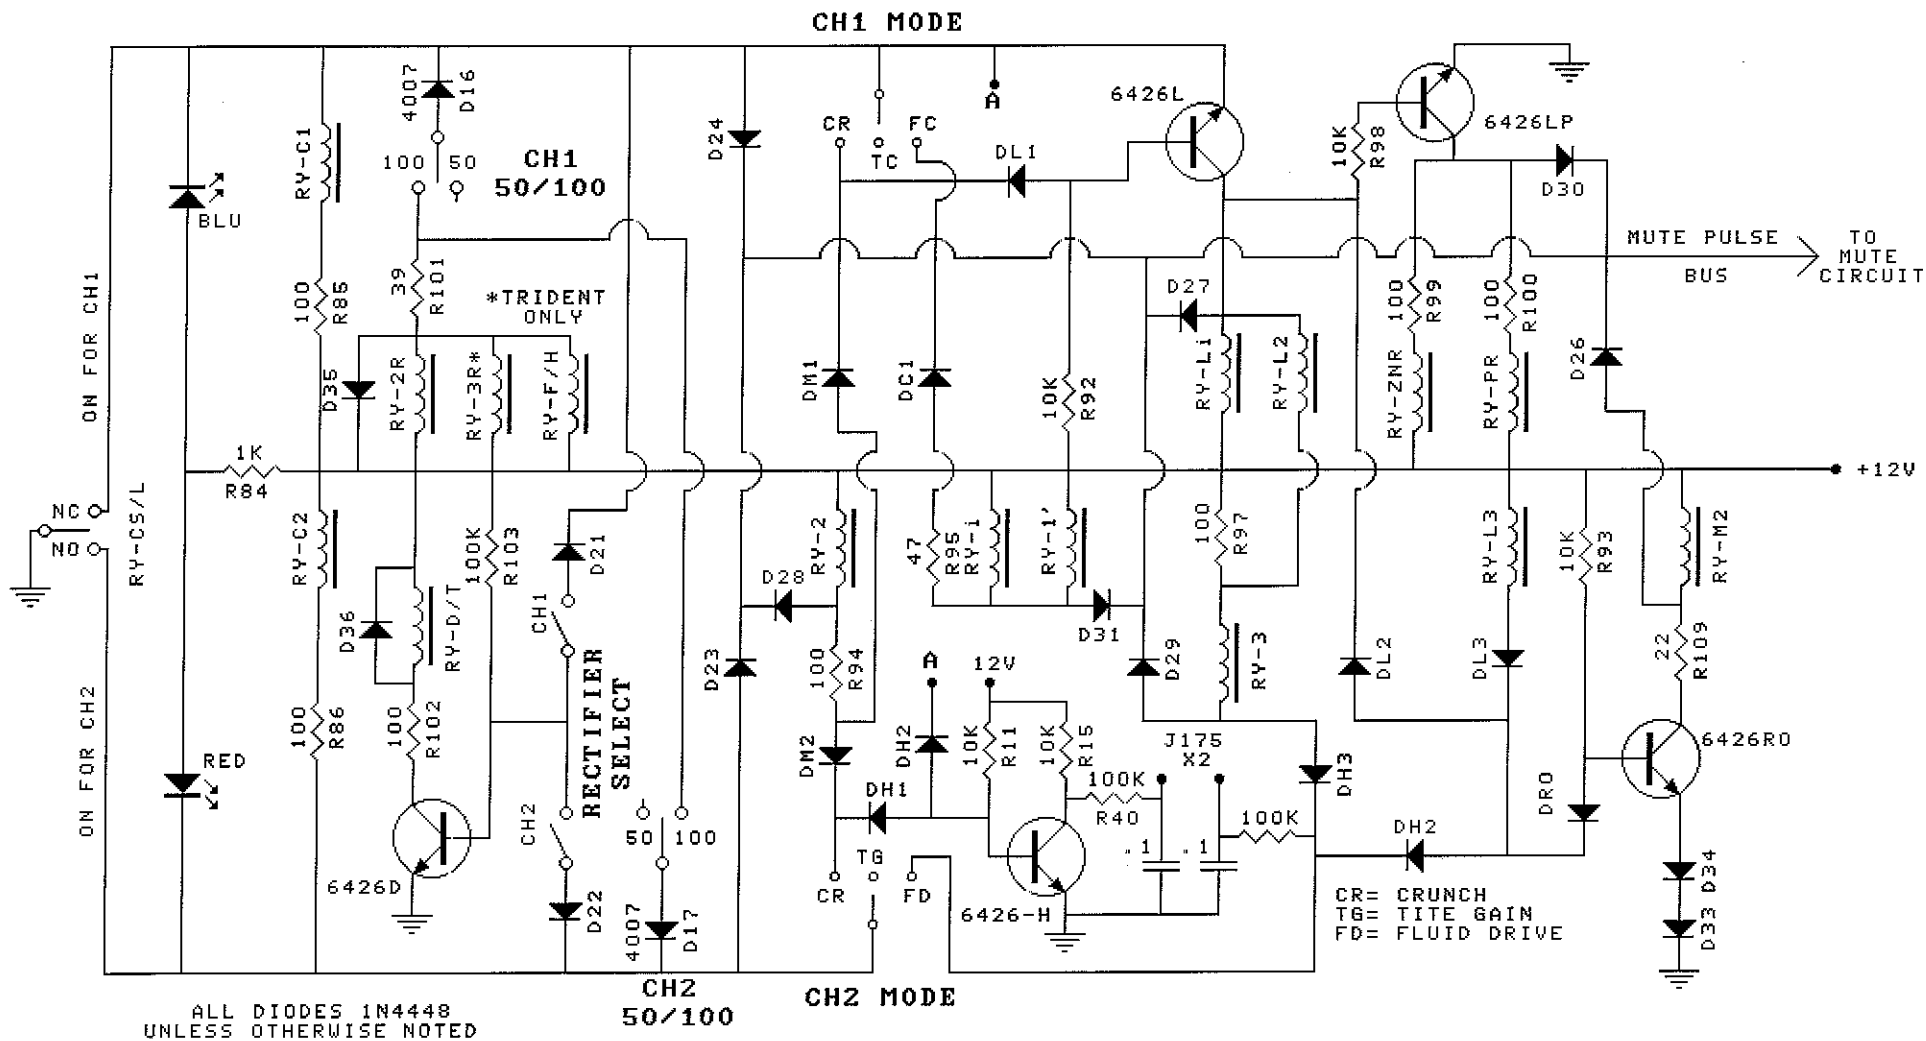 CH1 MODE
4007
D16
A
6426L
6426LP
RY-C1
D24
CR
FC
TC
10K
R98
100
50
CH1
50/100
DL1
D30
BLU
MUTE PULSE
BUS
TO
MUTE
CIRCUIT
ON FOR CH1
100
R85
39
R101
*TRIDENT
ONLY
D27
100
R99
100
R100
D35
RY-2R
RY-3R*
RY-F/H
DM1
DC1
10K
R92
RY-Li
RY-L2
RY-ZNR
RY-PR
D26
1K
R84
+12V
NC
NO
RY-CS/L
RY-C2
100K
R103
D21
RY-2
47
R95
RY-i
RY-1'
100
R97
RY-L3
10K
R93
RY-M2
D28
D36
RY-D/T
CH1
D31
D23
100
R94
A
12V
D29
RY-3
DL2
DL3
22
R109
ON FOR CH2
100
R86
100
R102
RECTIFIER
SELECT
DM2
DH2
10K
R11
10K
R15
J175
X2
6426RO
RED
DH1
100K
R40
100K
DH3
DRO
CH2
50
100
.1
.1
DH2
TG
6426D
CR
FD
6426-H
D34
CR= CRUNCH
TG= TITE GAIN
FD= FLUID DRIVE
D22
4007
D17
D33
CH2
50/100
CH2 MODE
ALL DIODES 1N4448
UNLESS OTHERWISE NOTED